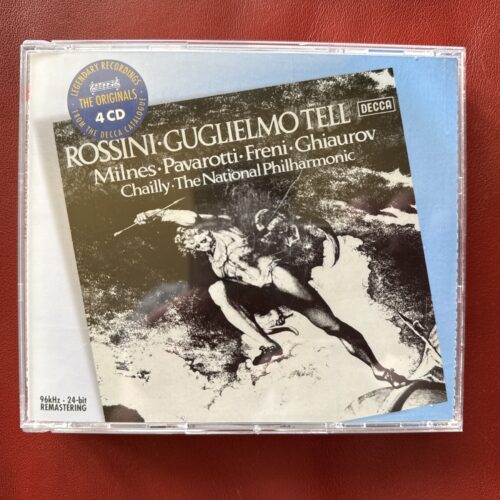 LEGENDARY RECORDINGS
THE ORIGINALS
4 CD
FROM THE DECCA CATALOGUE
DECCA
ROSSINI·GUGLIELMO TELL
Milnes·Pavarotti·Freni·Ghiaurov
Chailly·The National Philharmonic
96kHz · 24-bit
REMASTERING